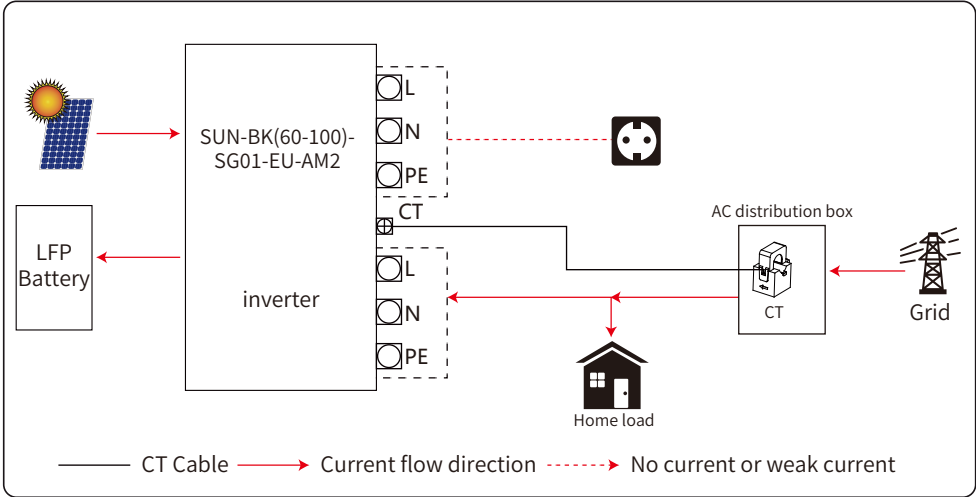 L
SUN-BK(60-100)-
SG01-EU-AM2
N
PE
CT
AC distribution box
LFP
Battery
L
inverter
N
CT
Grid
PE
Home load
CT Cable
Current flow direction
No current or weak current